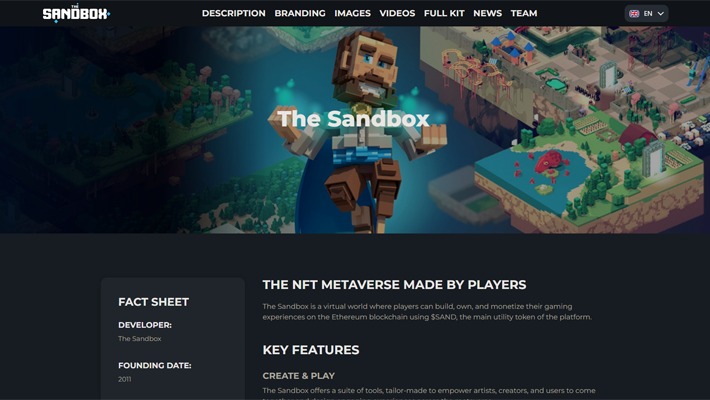 THE
SANDBOX
DESCRIPTION BRANDING IMAGES VIDEOS FULL KIT NEWS TEAM
EN
The Sandbox
FACT SHEET
DEVELOPER:
The Sandbox
FOUNDING DATE:
2011
THE NFT METAVERSE MADE BY PLAYERS
The Sandbox is a virtual world where players can build, own, and monetize their gaming
experiences on the Ethereum blockchain using $SAND, the main utility token of the platform.
KEY FEATURES
CREATE & PLAY
The Sandbox offers a suite of tools, tailor-made to empower artists, creators, and users to come